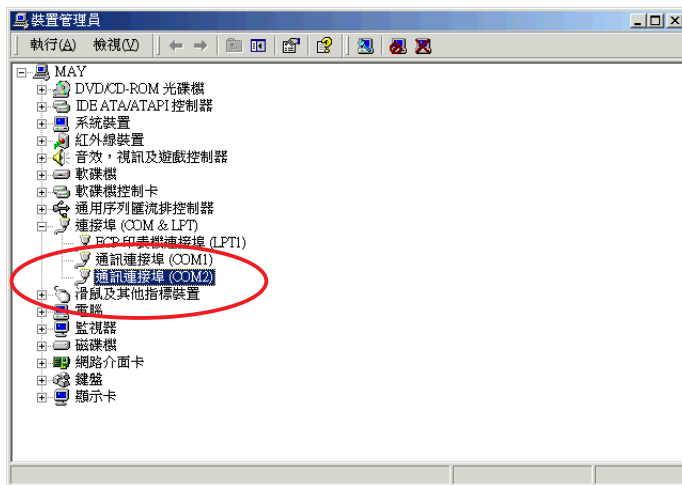 裝置管理員
執行(A) 檢視(V)
MAY
DVD/CD-ROM 光碟機
IDE ATA/ATAPI 控制器
系統裝置
紅外線裝置
音效，視訊及遊戲控制器
軟碟機
軟碟機控制卡
通用序列匯流排控制器
連接埠 (COM & LPT)
ECP 印表機連接埠 (LPT1)
通訊連接埠 (COM1)
通訊連接埠 (COM2)
滑鼠及其他指標裝置
電腦
監視器
磁碟機
網路介面卡
鍵盤
顯示卡